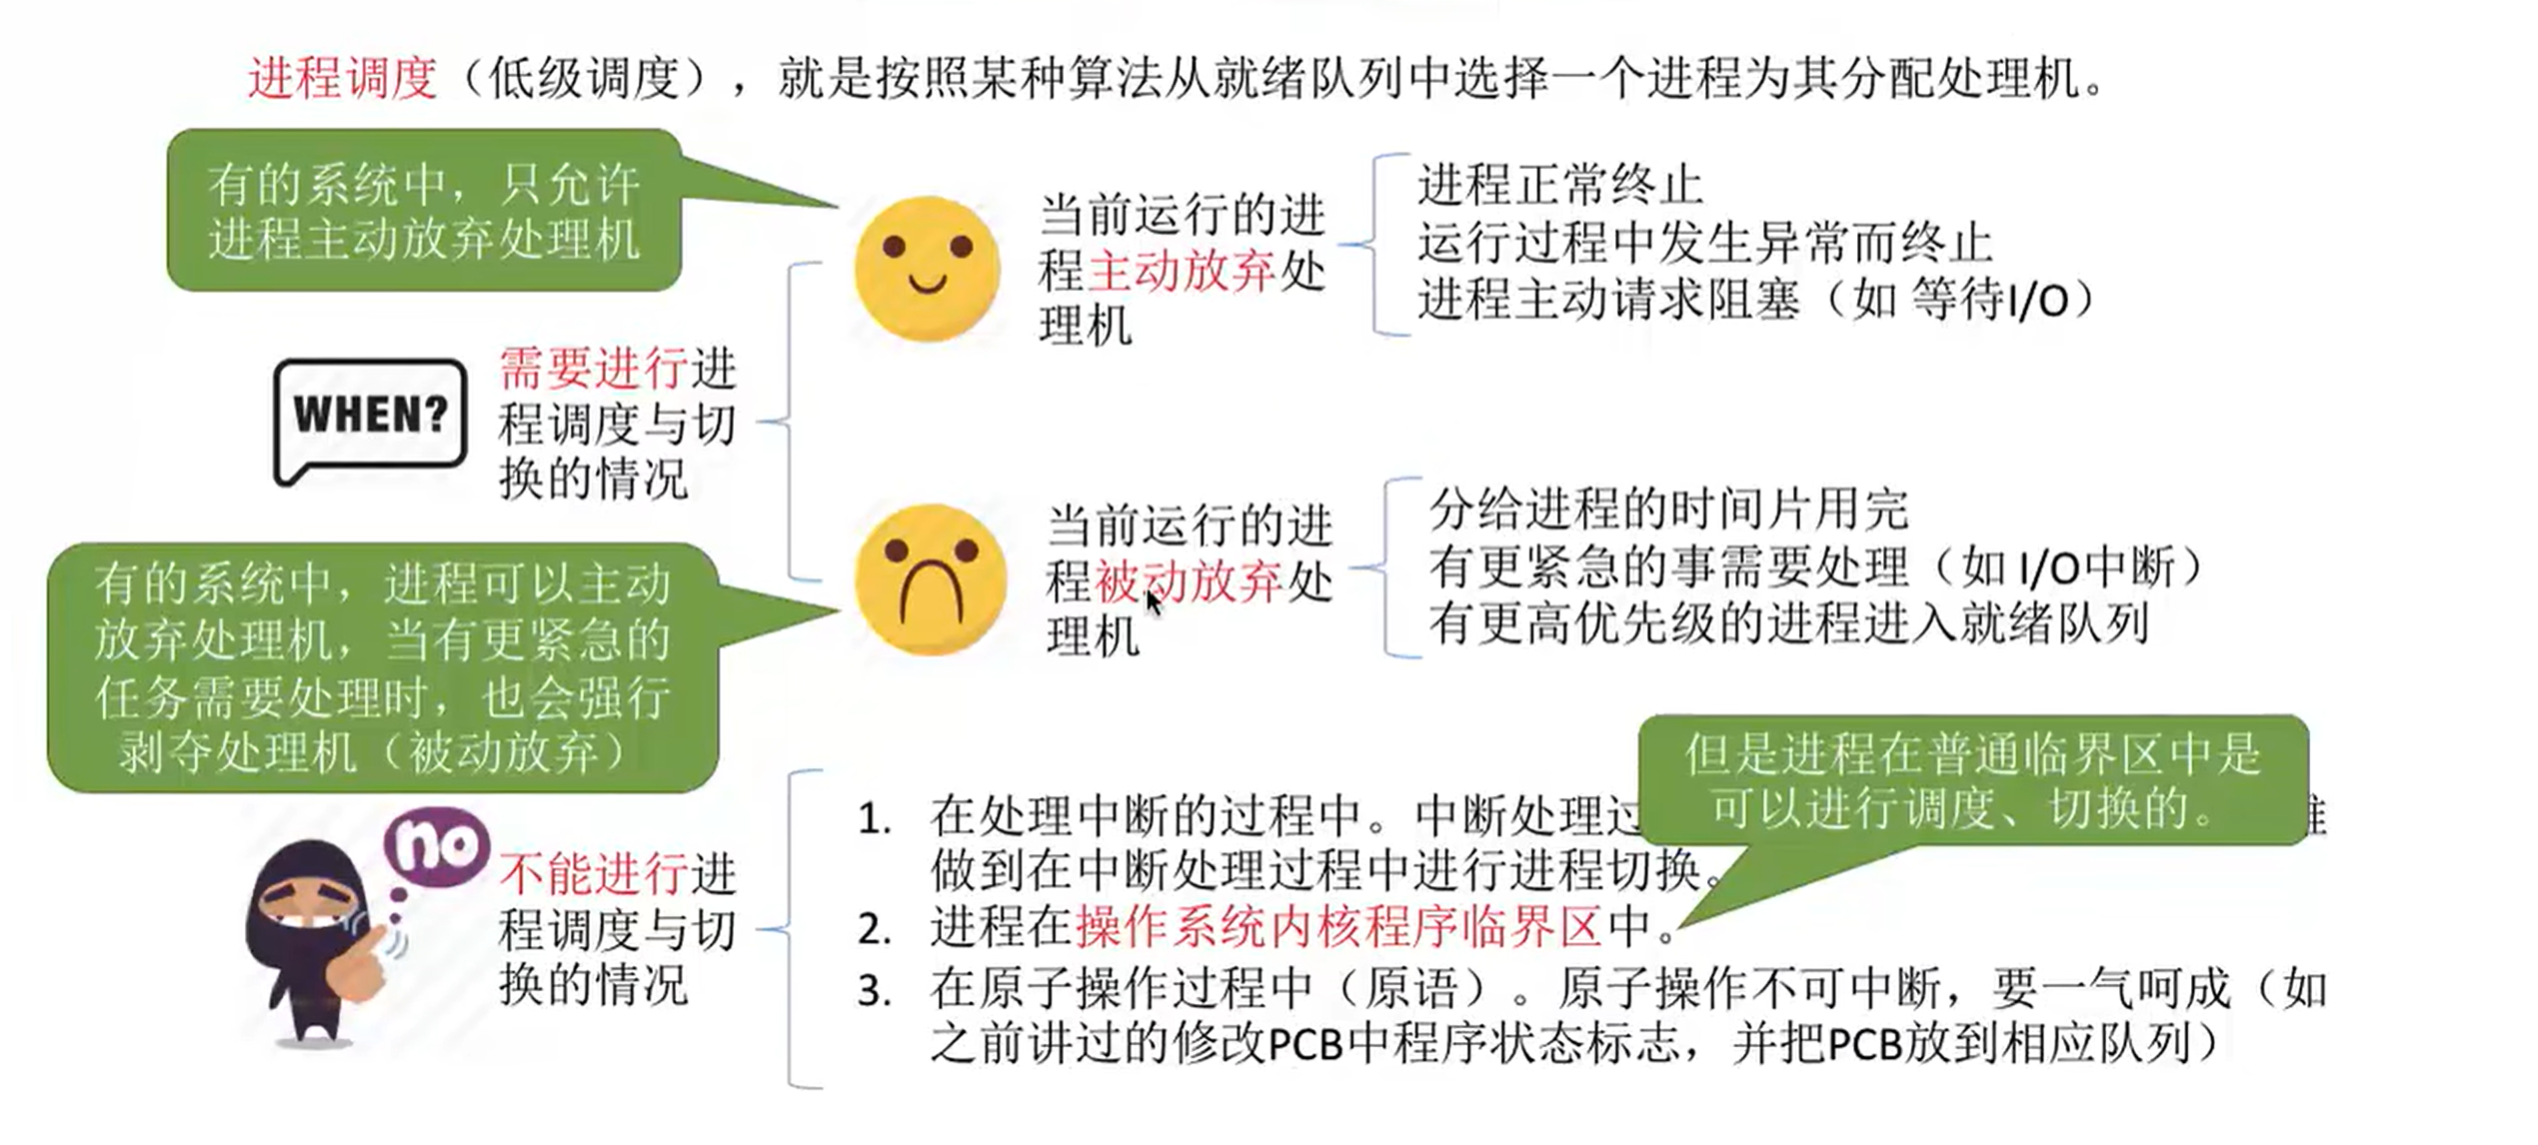 进程调度（低级调度），就是按照某种算法从就绪队列中选择一个进程为其分配处理机。
有的系统中，只允许
进程主动放弃处理机
当前运行的进
程主动放弃处
理机
进程正常终止
运行过程中发生异常而终止
进程主动请求阻塞（如 等待I/O）
WHEN?
需要进行进
程调度与切
换的情况
当前运行的进
程被动放弃处
理机
分给进程的时间片用完
有更紧急的事需要处理（如 I/O中断）
有更高优先级的进程进入就绪队列
有的系统中，进程可以主动
放弃处理机，当有更紧急的
任务需要处理时，也会强行
剥夺处理机（被动放弃）
但是进程在普通临界区中是
可以进行调度、切换的。
no
不能进行进
程调度与切
换的情况
1. 在处理中断的过程中。中断处理过
做到在中断处理过程中进行进程切换。
2. 进程在操作系统内核程序临界区中。
3. 在原子操作过程中（原语）。原子操作不可中断，要一气呵成（如
之前讲过的修改PCB中程序状态标志，并把PCB放到相应队列）